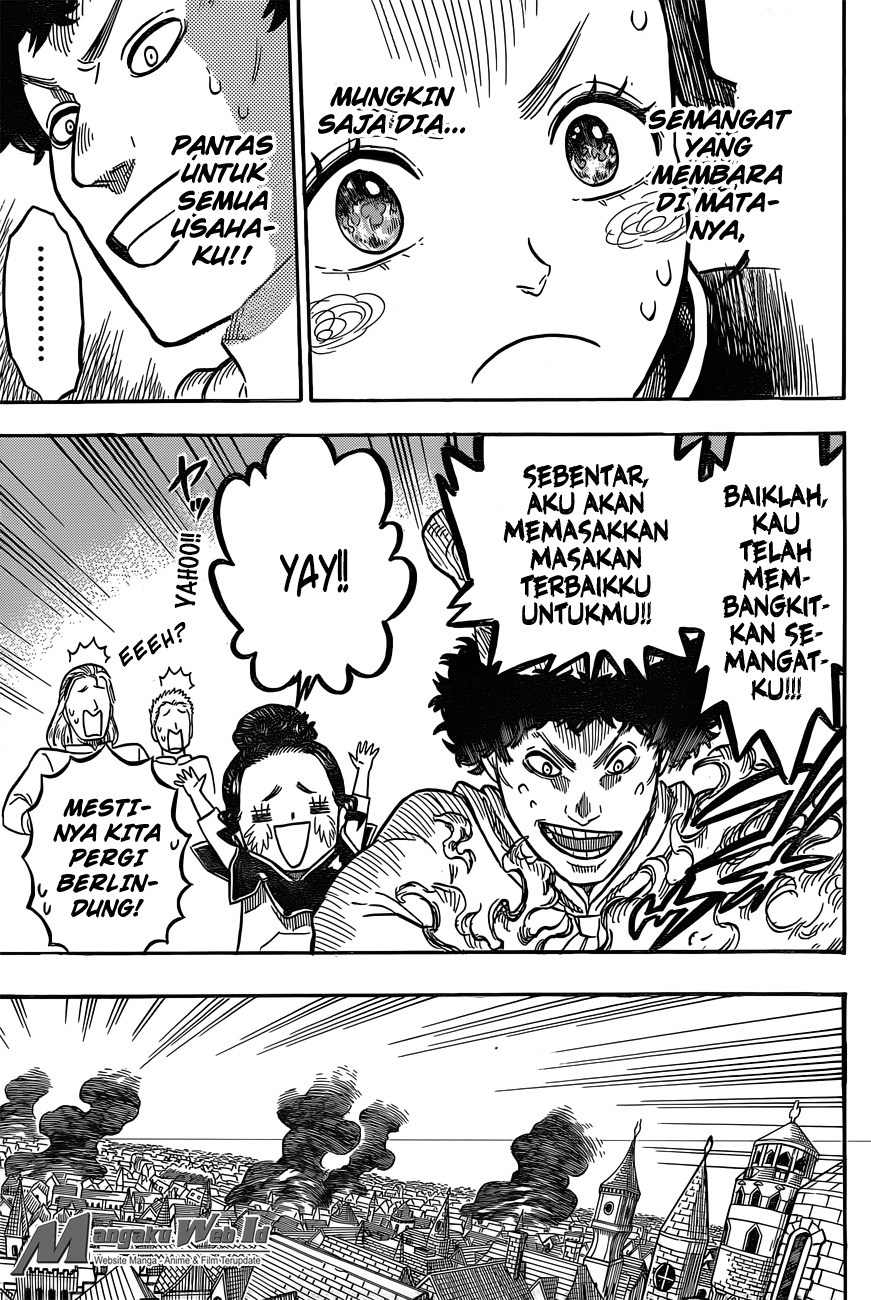 SEMANGAT
YANG
MEMBARA
DI MATA-
NYA,
MUNGKIN
SAJA DIA...
PANTAS
UNTUK
SEMUA
USAHA-
KU!!
.........
BAIKLAH,
KAU
TELAH
MEM-
BANGKIT-
KAN SE-
MANGAT-
KU!!!
SEBENTAR,
AKU AKAN
MEMASAKKAN
MASAKAN
TERBAIKKU
UNTUKMU!!
YAY!!
ヤッ
YAHOO!!
EEEH?
MESTI-
NYA KITA
PERGI
BERLIN-
DUNG!
Mangaku Web Id
Website Manga - Anime & Film Terupdate